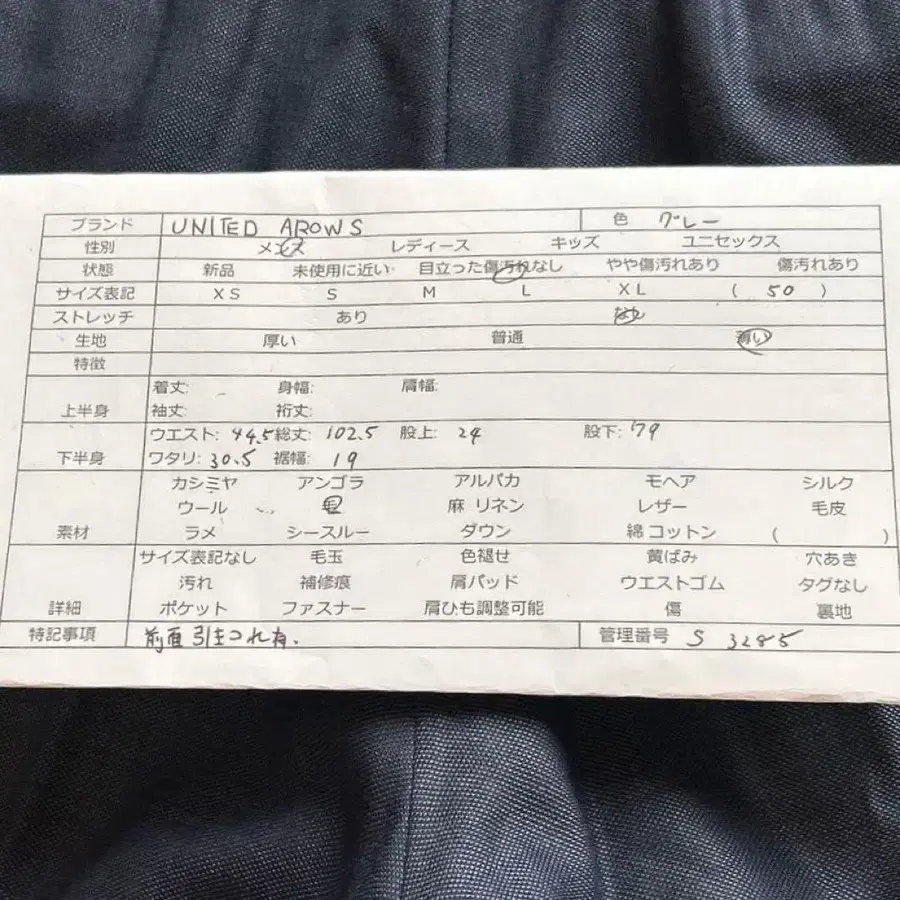 ブランド UNITED AROWS 色 グレー
性別 メンズ レディース キッズ ユニセックス
状態 新品 未使用に近い 目立った傷汚れなし やや傷汚れあり 傷汚れあり
サイズ表記 XS S M L XL ( 50 )
ストレッチ あり なし
生地 厚い 普通 薄い
特徴
着丈: 身幅: 肩幅:
上半身
袖丈: 裄丈:
ウエスト: 44.5 総丈: 102.5 股上: 24 股下: 79
下半身
ワタリ: 30.5 裾幅: 19
カシミヤ アンゴラ アルパカ モヘア シルク
ウール 毛 麻 リネン レザー 毛皮
素材 ラメ シースルー ダウン 綿 コットン ( )
サイズ表記なし 毛玉 色褪せ 黄ばみ 穴あき
汚れ 補修痕 肩パッド ウエストゴム タグなし
詳細 ポケット ファスナー 肩ひも調整可能 傷 裏地
特記事項 前面引きつれ有. 管理番号 S 3285